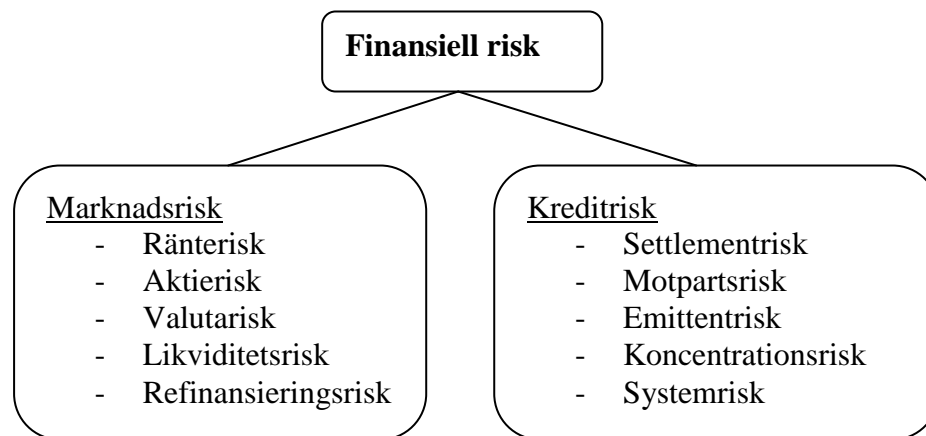 Finansiell risk
Marknadsrisk
- Ränterisk
- Aktierisk
- Valutarisk
- Likviditetsrisk
- Refinansieringsrisk
Kreditrisk
- Settlementrisk
- Motpartsrisk
- Emittentrisk
- Koncentrationsrisk
- Systemrisk